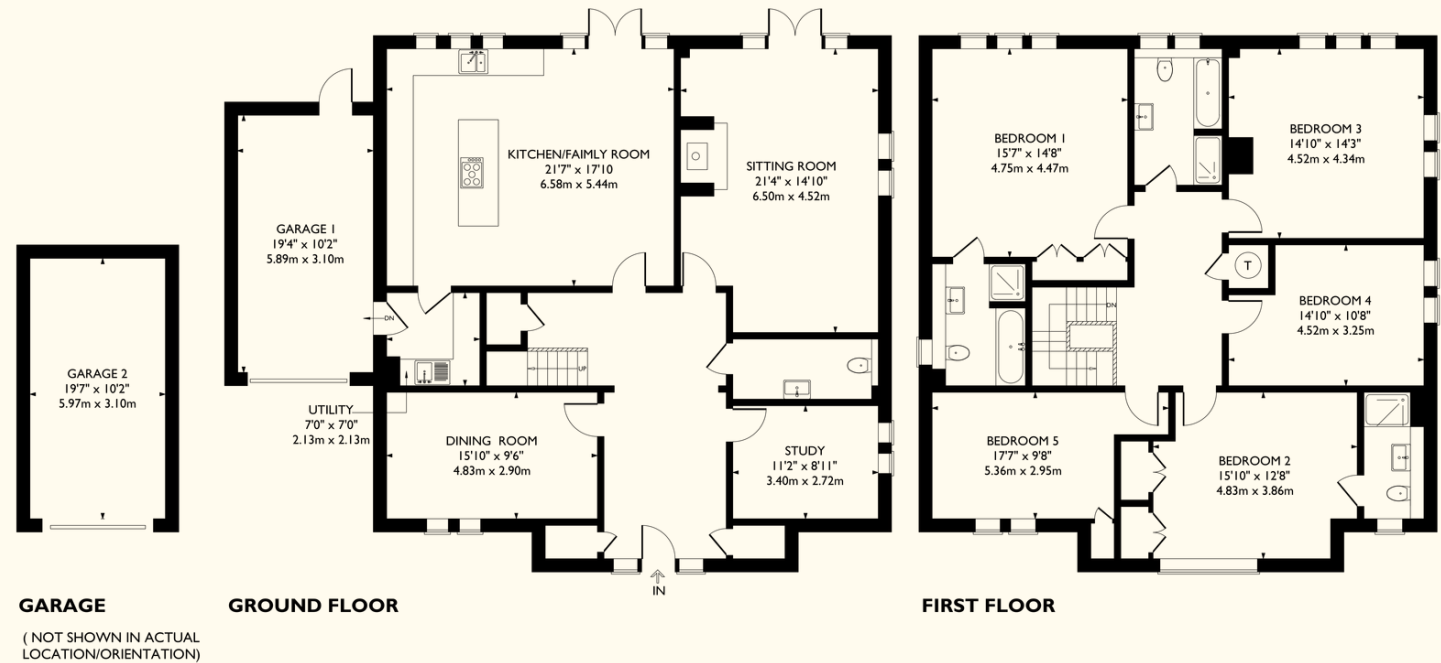 GARAGE 2
19'7" x 10'2"
5.97m x 3.10m
GARAGE
( NOT SHOWN IN ACTUAL
LOCATION/ORIENTATION)
GARAGE 1
19'4" x 10'2"
5.89m x 3.10m
KITCHEN/FAIMLY ROOM
21'7" x 17'10
6.58m x 5.44m
SITTING ROOM
21'4" x 14'10"
6.50m x 4.52m
DN
UP
UTILITY
7'0" x 7'0"
2.13m x 2.13m
DINING ROOM
15'10" x 9'6"
4.83m x 2.90m
STUDY
11'2" x 8'11"
3.40m x 2.72m
IN
GROUND FLOOR
BEDROOM 1
15'7" x 14'8"
4.75m x 4.47m
BEDROOM 3
14'10" x 14'3"
4.52m x 4.34m
T
DN
BEDROOM 4
14'10" x 10'8"
4.52m x 3.25m
BEDROOM 5
17'7" x 9'8"
5.36m x 2.95m
BEDROOM 2
15'10" x 12'8"
4.83m x 3.86m
FIRST FLOOR